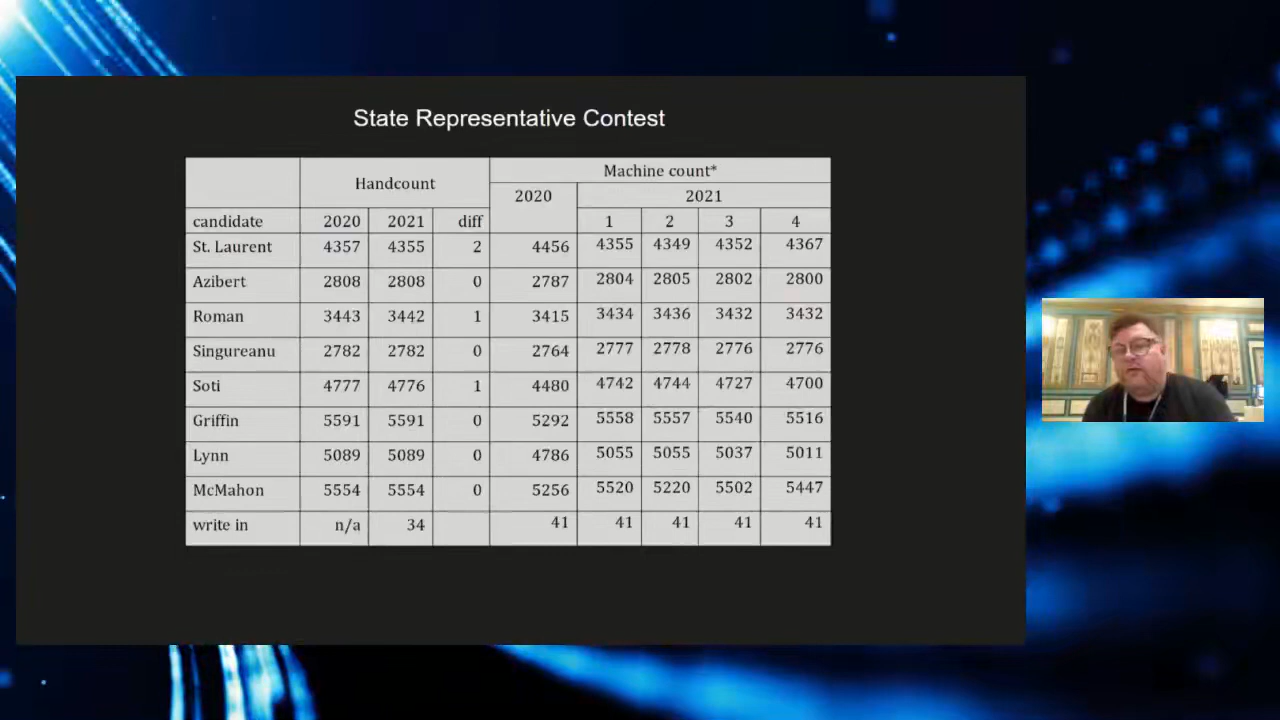 State Representative Contest
Handcount Machine count*
2020 2021
candidate 2020 2021 diff 1 2 3 4
St. Laurent 4357 4355 2 4456 4355 4349 4352 4367
Azibert 2808 2808 0 2787 2804 2805 2802 2800
Roman 3443 3442 1 3415 3434 3436 3432 3432
Singureanu 2782 2782 0 2764 2777 2778 2776 2776
Soti 4777 4776 1 4480 4742 4744 4727 4700
Griffin 5591 5591 0 5292 5558 5557 5540 5516
Lynn 5089 5089 0 4786 5055 5055 5037 5011
McMahon 5554 5554 0 5256 5520 5220 5502 5447
write in n/a 34 41 41 41 41 41